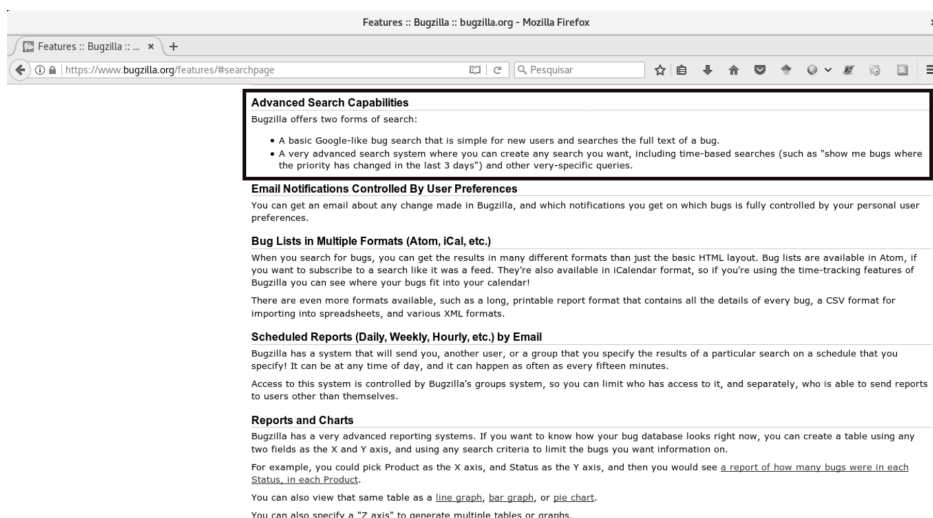 Features :: Bugzilla :: bugzilla.org - Mozilla Firefox
Features :: Bugzilla :: ...
https://www.bugzilla.org/features/#searchpage
Pesquisar
Advanced Search Capabilities
Bugzilla offers two forms of search:
• A basic Google-like bug search that is simple for new users and searches the full text of a bug.
• A very advanced search system where you can create any search you want, including time-based searches (such as "show me bugs where
the priority has changed in the last 3 days") and other very-specific queries.
Email Notifications Controlled By User Preferences
You can get an email about any change made in Bugzilla, and which notifications you get on which bugs is fully controlled by your personal user
preferences.
Bug Lists in Multiple Formats (Atom, iCal, etc.)
When you search for bugs, you can get the results in many different formats than just the basic HTML layout. Bug lists are available in Atom, if
you want to subscribe to a search like it was a feed. They're also available in iCalendar format, so if you're using the time-tracking features of
Bugzilla you can see where your bugs fit into your calendar!
There are even more formats available, such as a long, printable report format that contains all the details of every bug, a CSV format for
importing into spreadsheets, and various XML formats.
Scheduled Reports (Daily, Weekly, Hourly, etc.) by Email
Bugzilla has a system that will send you, another user, or a group that you specify the results of a particular search on a schedule that you
specify! It can be at any time of day, and it can happen as often as every fifteen minutes.
Access to this system is controlled by Bugzilla's groups system, so you can limit who has access to it, and separately, who is able to send reports
to users other than themselves.
Reports and Charts
Bugzilla has a very advanced reporting systems. If you want to know how your bug database looks right now, you can create a table using any
two fields as the X and Y axis, and using any search criteria to limit the bugs you want information on.
For example, you could pick Product as the X axis, and Status as the Y axis, and then you would see a report of how many bugs were in each
Status, in each Product.
You can also view that same table as a line graph, bar graph, or pie chart.
You can also specify a "Z axis" to generate multiple tables or graphs.